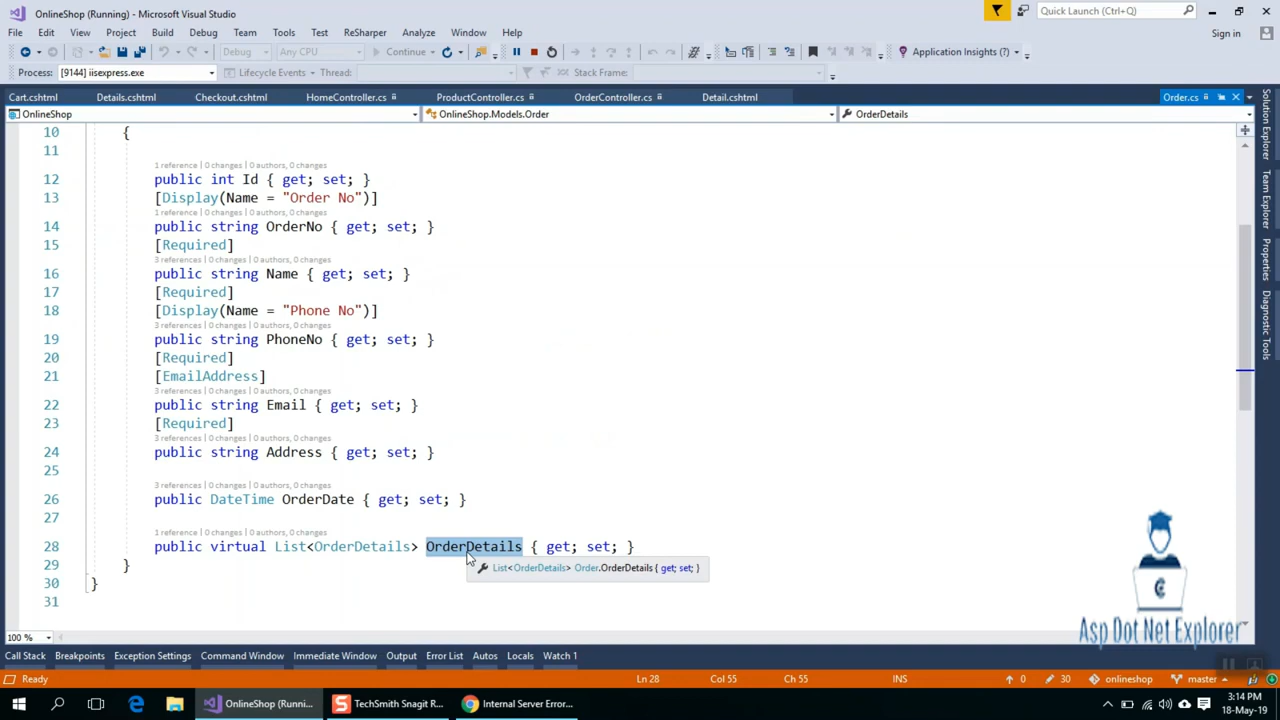 OnlineShop (Running) - Microsoft Visual Studio
Quick Launch (Ctrl+Q)
File Edit View Project Build Debug Team Tools Test ReSharper Analyze Window Help
Sign in
Debug Any CPU Continue Application Insights (?)
Process: [9144] iisexpress.exe Lifecycle Events Thread: Stack Frame:
Cart.cshtml Details.cshtml Checkout.cshtml HomeController.cs ProductController.cs OrderController.cs Detail.cshtml Order.cs
OnlineShop OnlineShop.Models.Order OrderDetails
10 {
11
1 reference | 0 changes | 0 authors, 0 changes
12 public int Id { get; set; }
13 [Display(Name = "Order No")]
1 reference | 0 changes | 0 authors, 0 changes
14 public string OrderNo { get; set; }
15 [Required]
3 references | 0 changes | 0 authors, 0 changes
16 public string Name { get; set; }
17 [Required]
18 [Display(Name = "Phone No")]
3 references | 0 changes | 0 authors, 0 changes
19 public string PhoneNo { get; set; }
20 [Required]
21 [EmailAddress]
3 references | 0 changes | 0 authors, 0 changes
22 public string Email { get; set; }
23 [Required]
3 references | 0 changes | 0 authors, 0 changes
24 public string Address { get; set; }
25
3 references | 0 changes | 0 authors, 0 changes
26 public DateTime OrderDate { get; set; }
27
1 reference | 0 changes | 0 authors, 0 changes
28 public virtual List<OrderDetails> OrderDetails { get; set; }
List<OrderDetails> Order.OrderDetails { get; set; }
29 }
30 }
31
Solution Explorer
Team Explorer
Properties
Diagnostic Tools
Asp Dot Net Explorer
100 %
Call Stack Breakpoints Exception Settings Command Window Immediate Window Output Error List Autos Locals Watch 1
Ready Ln 28 Col 55 Ch 55 INS 0 30 onlineshop master
OnlineShop (Runni... TechSmith Snagit R... Internal Server Error... 3:14 PM
18-May-19